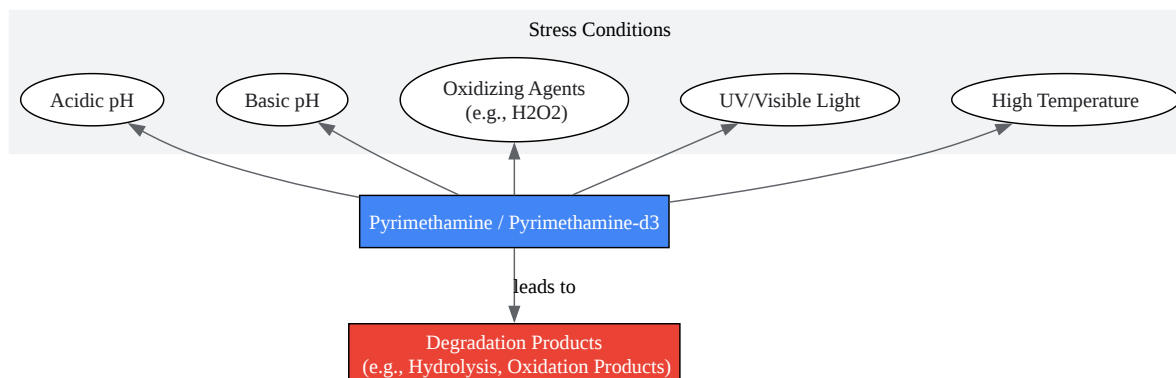 Stress Conditions
Acidic pH
Basic pH
Oxidizing Agents
(e.g., H2O2)
UV/Visible Light
High Temperature
Pyrimethamine / Pyrimethamine-d3
leads to
Degradation Products
(e.g., Hydrolysis, Oxidation Products)